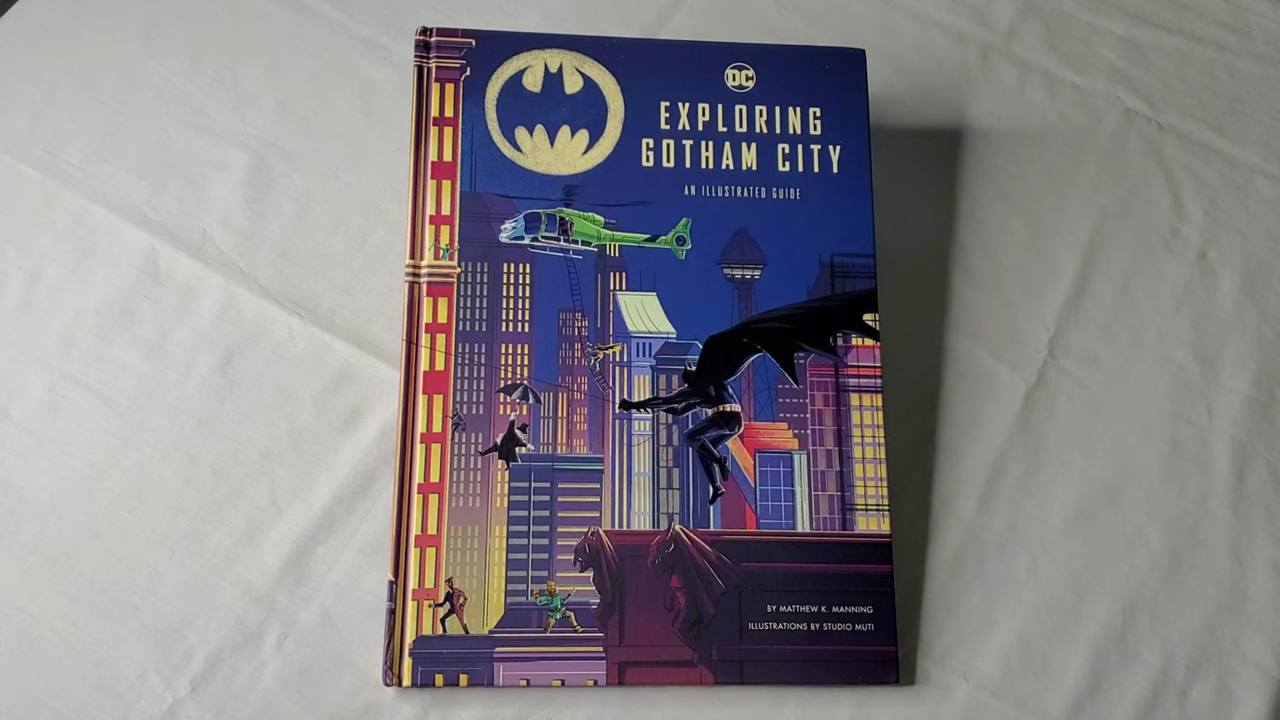 DC
EXPLORING
GOTHAM CITY
AN ILLUSTRATED GUIDE
BY MATTHEW K. MANNING
ILLUSTRATIONS BY STUDIO MUTI